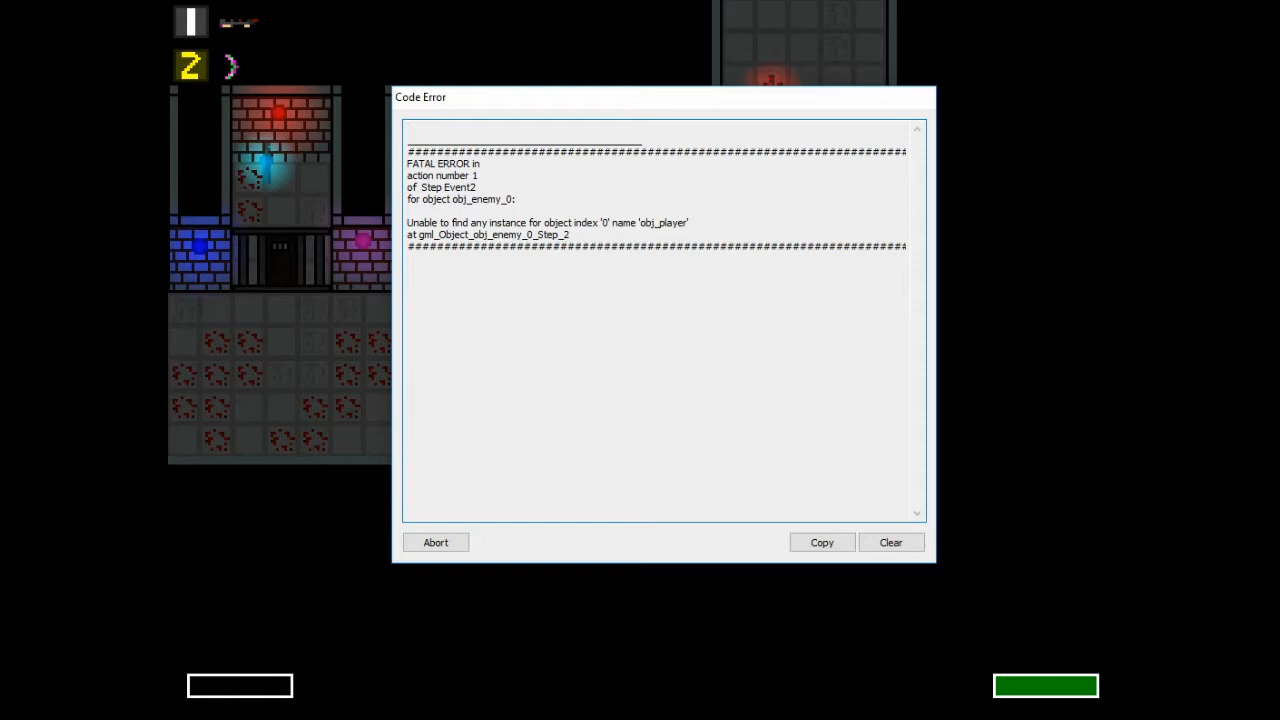 Z
Code Error
############################################################################
FATAL ERROR in
action number 1
of Step Event2
for object obj_enemy_0:
Unable to find any instance for object index '0' name 'obj_player'
at gml_Object_obj_enemy_0_Step_2
############################################################################
Abort
Copy
Clear